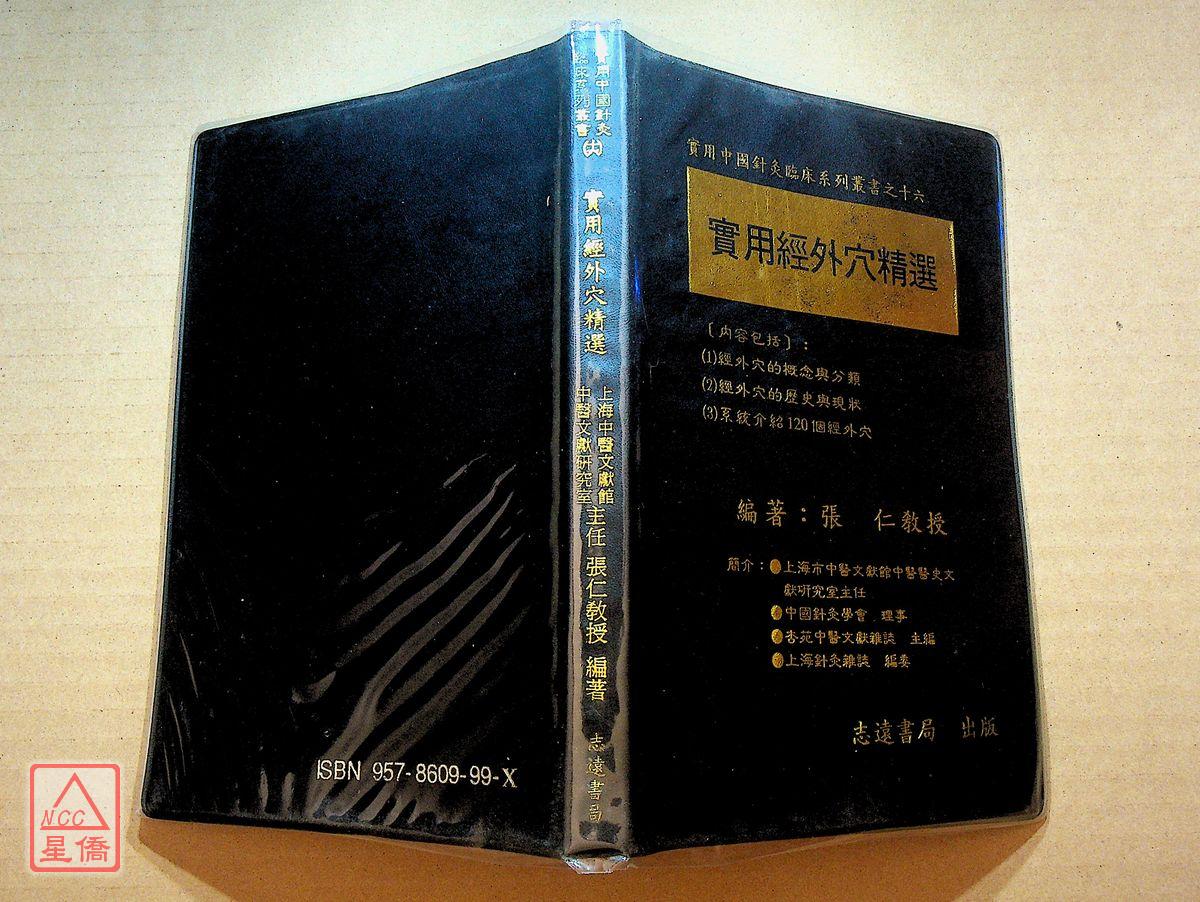 實用中國針灸臨床系列叢書之十六
實用經外穴精選
〔內容包括〕：
⑴經外穴的概念與分類
⑵經外穴的歷史與現狀
⑶系統介紹120個經外穴
編著：張　仁教授
簡介：●上海市中醫文獻館中醫醫史文
獻研究室主任
●中國針灸學會　理事
●杏苑中醫文獻雜誌　主編
●上海針灸雜誌　編委
志遠書局　出版
實用中國針灸
臨床系列叢書(六)
實用經外穴精選
上海中醫文獻館
中醫文獻研究室
主任 張仁教授 編著
志遠書局
ISBN 957-8609-99-X
NCC
星僑